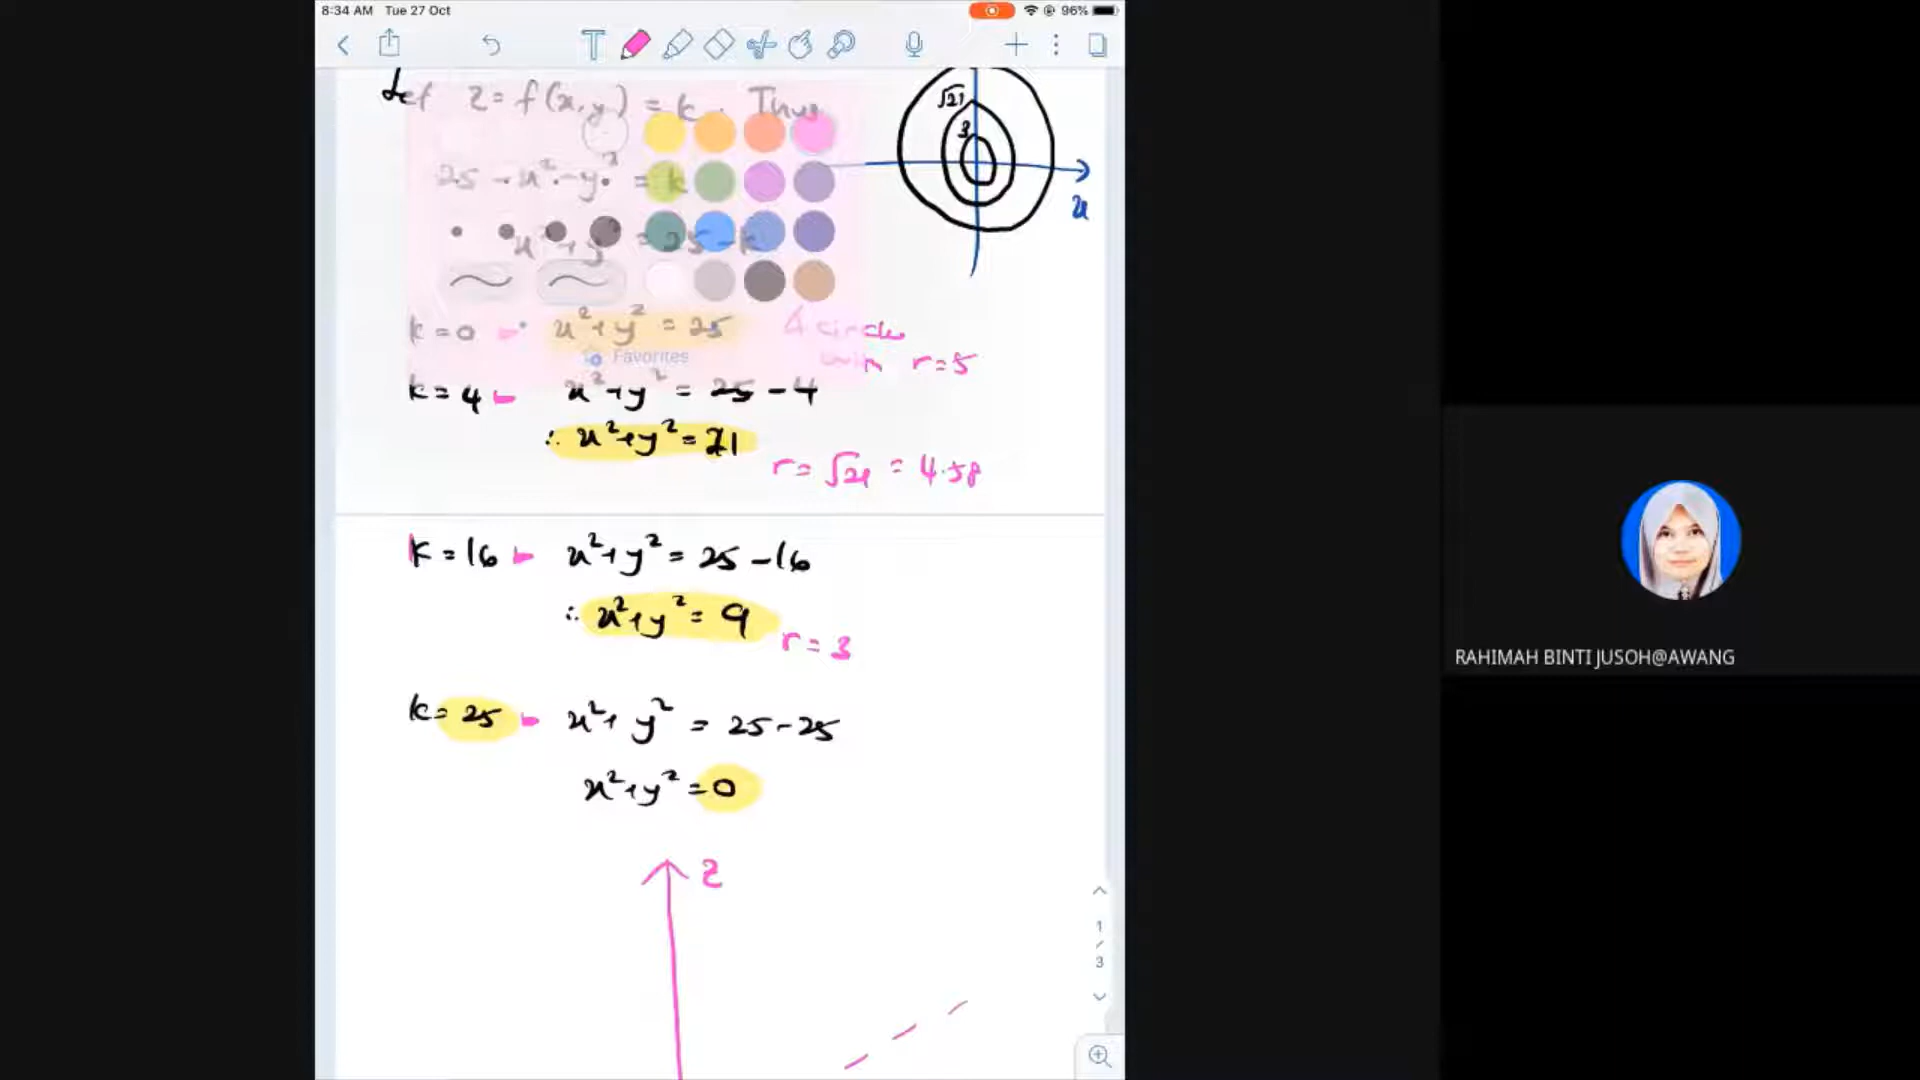 8:34 AM Tue 27 Oct
96%
Let z = f(x,y) = k. Thus
25 - x² - y² = k
x² + y² = 25 - k
√21
3
x
k = 0 x² + y² = 25 A circle
with r = 5
Favorites
k = 4 x² + y² = 25 - 4
∴ x² + y² = 21
r = √21 = 4.58
k = 16 x² + y² = 25 - 16
∴ x² + y² = 9
r = 3
k = 25 x² + y² = 25 - 25
x² + y² = 0
z
1
/
3
RAHIMAH BINTI JUSOH@AWANG